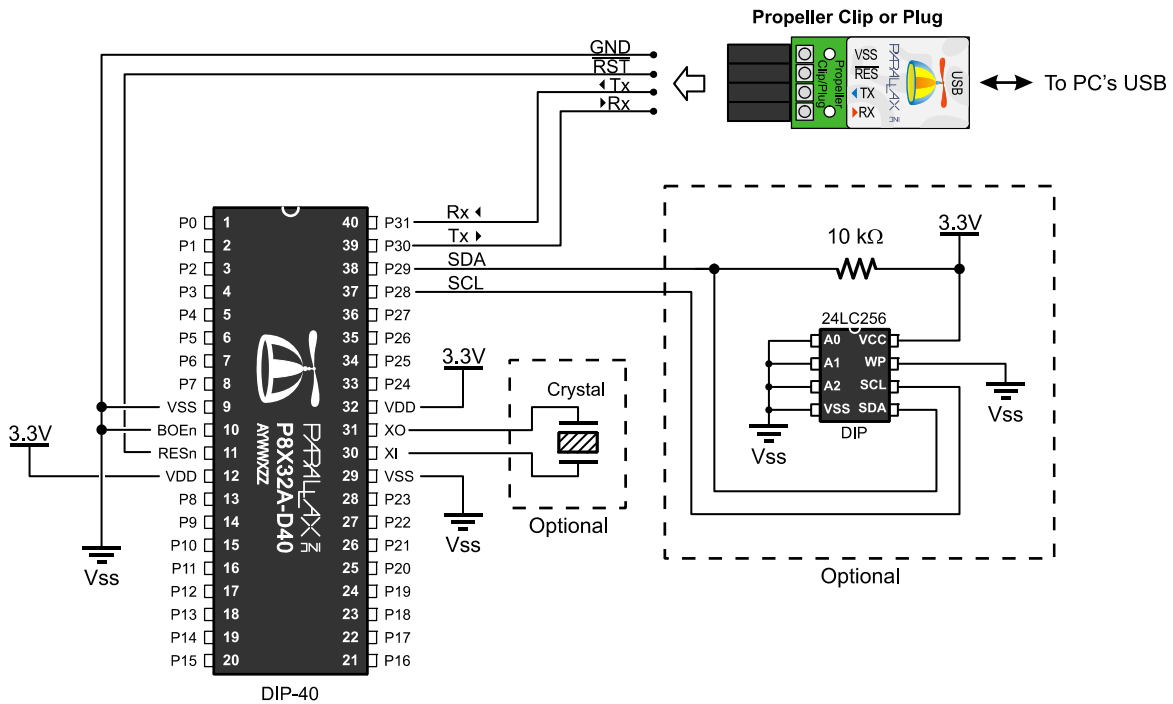 Propeller Clip or Plug
GND
RST
Tx
Rx
VSS
RES
TX
RX
Propeller
Clip/Plug
PARALLAX INC
USB
To PC's USB
P0 1 40 P31 Rx
P1 2 39 P30 Tx
P2 3 38 P29 SDA
P3 4 37 P28 SCL
P4 5 36 P27
P5 6 35 P26
P6 7 34 P25
P7 8 33 P24
VSS 9 32 VDD 3.3V
BOEn 10 31 XO
RESn 11 30 XI
3.3V VDD 12 29 VSS Vss
P8 13 28 P23
P9 14 27 P22
P10 15 26 P21
P11 16 25 P20
P12 17 24 P19
P13 18 23 P18
P14 19 22 P17
P15 20 21 P16
Vss
PARALLAX INC
P8X32A-D40
AYWWXZZ
DIP-40
Crystal
Optional
10 kΩ
3.3V
24LC256
A0 VCC
A1 WP
A2 SCL
VSS SDA
DIP
Vss
Vss
Optional